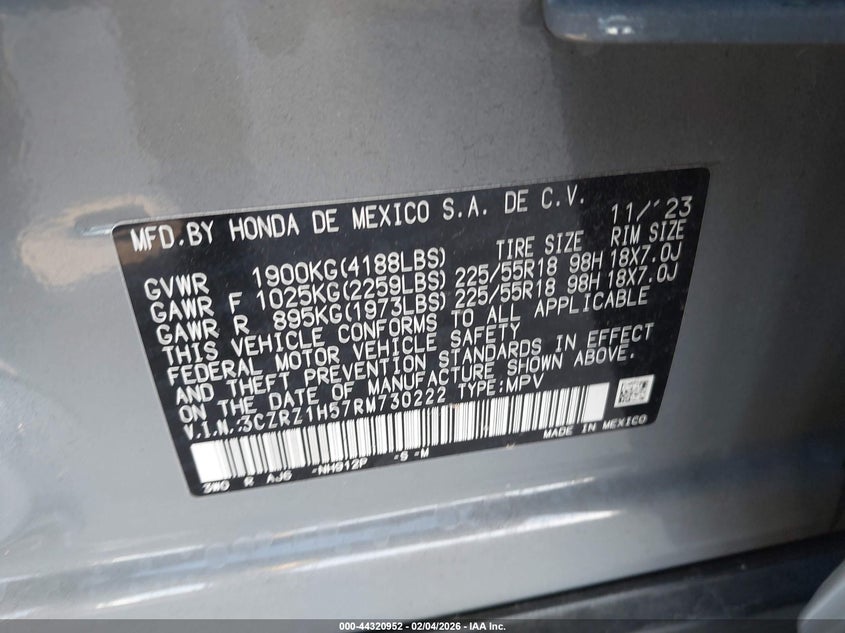 MFD.BY HONDA DE MEXICO S.A. DE C.V. 11/'23
TIRE SIZE RIM SIZE
GVWR 1900KG(4188LBS)
GAWR F 1025KG(2259LBS) 225/55R18 98H 18X7.0J
GAWR R 895KG(1973LBS) 225/55R18 98H 18X7.0J
THIS VEHICLE CONFORMS TO ALL APPLICABLE
FEDERAL MOTOR VEHICLE SAFETY
AND THEFT PREVENTION STANDARDS IN EFFECT
ON THE DATE OF MANUFACTURE SHOWN ABOVE.
V.I.N.:3CZRZ1H57RM730222 TYPE:MPV
MADE IN MEXICO
3W0 R AJG -NH912P -S -M
000-44320952 - 02/04/2026 - IAA Inc.